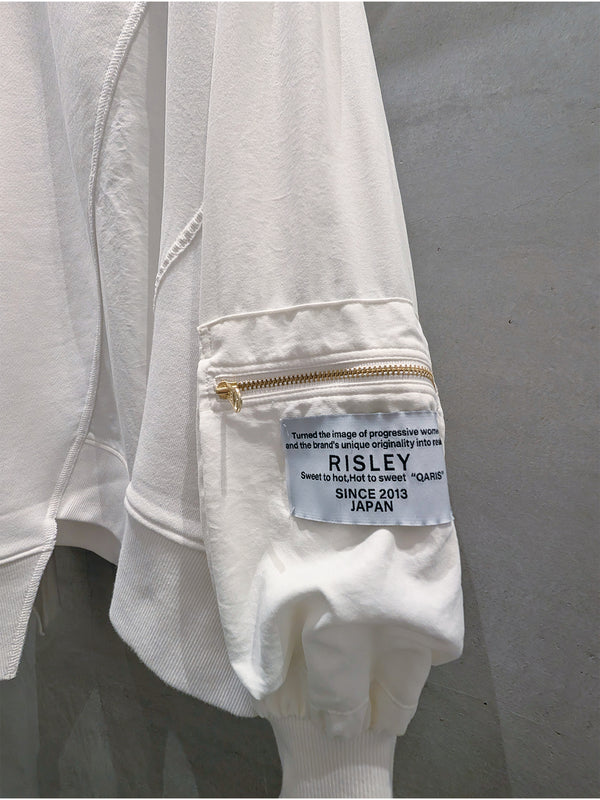 Turned the image of progressive wome
and the brand's unique originality into rea
RISLEY
Sweet to hot,Hot to sweet "QARIS"
SINCE 2013
JAPAN